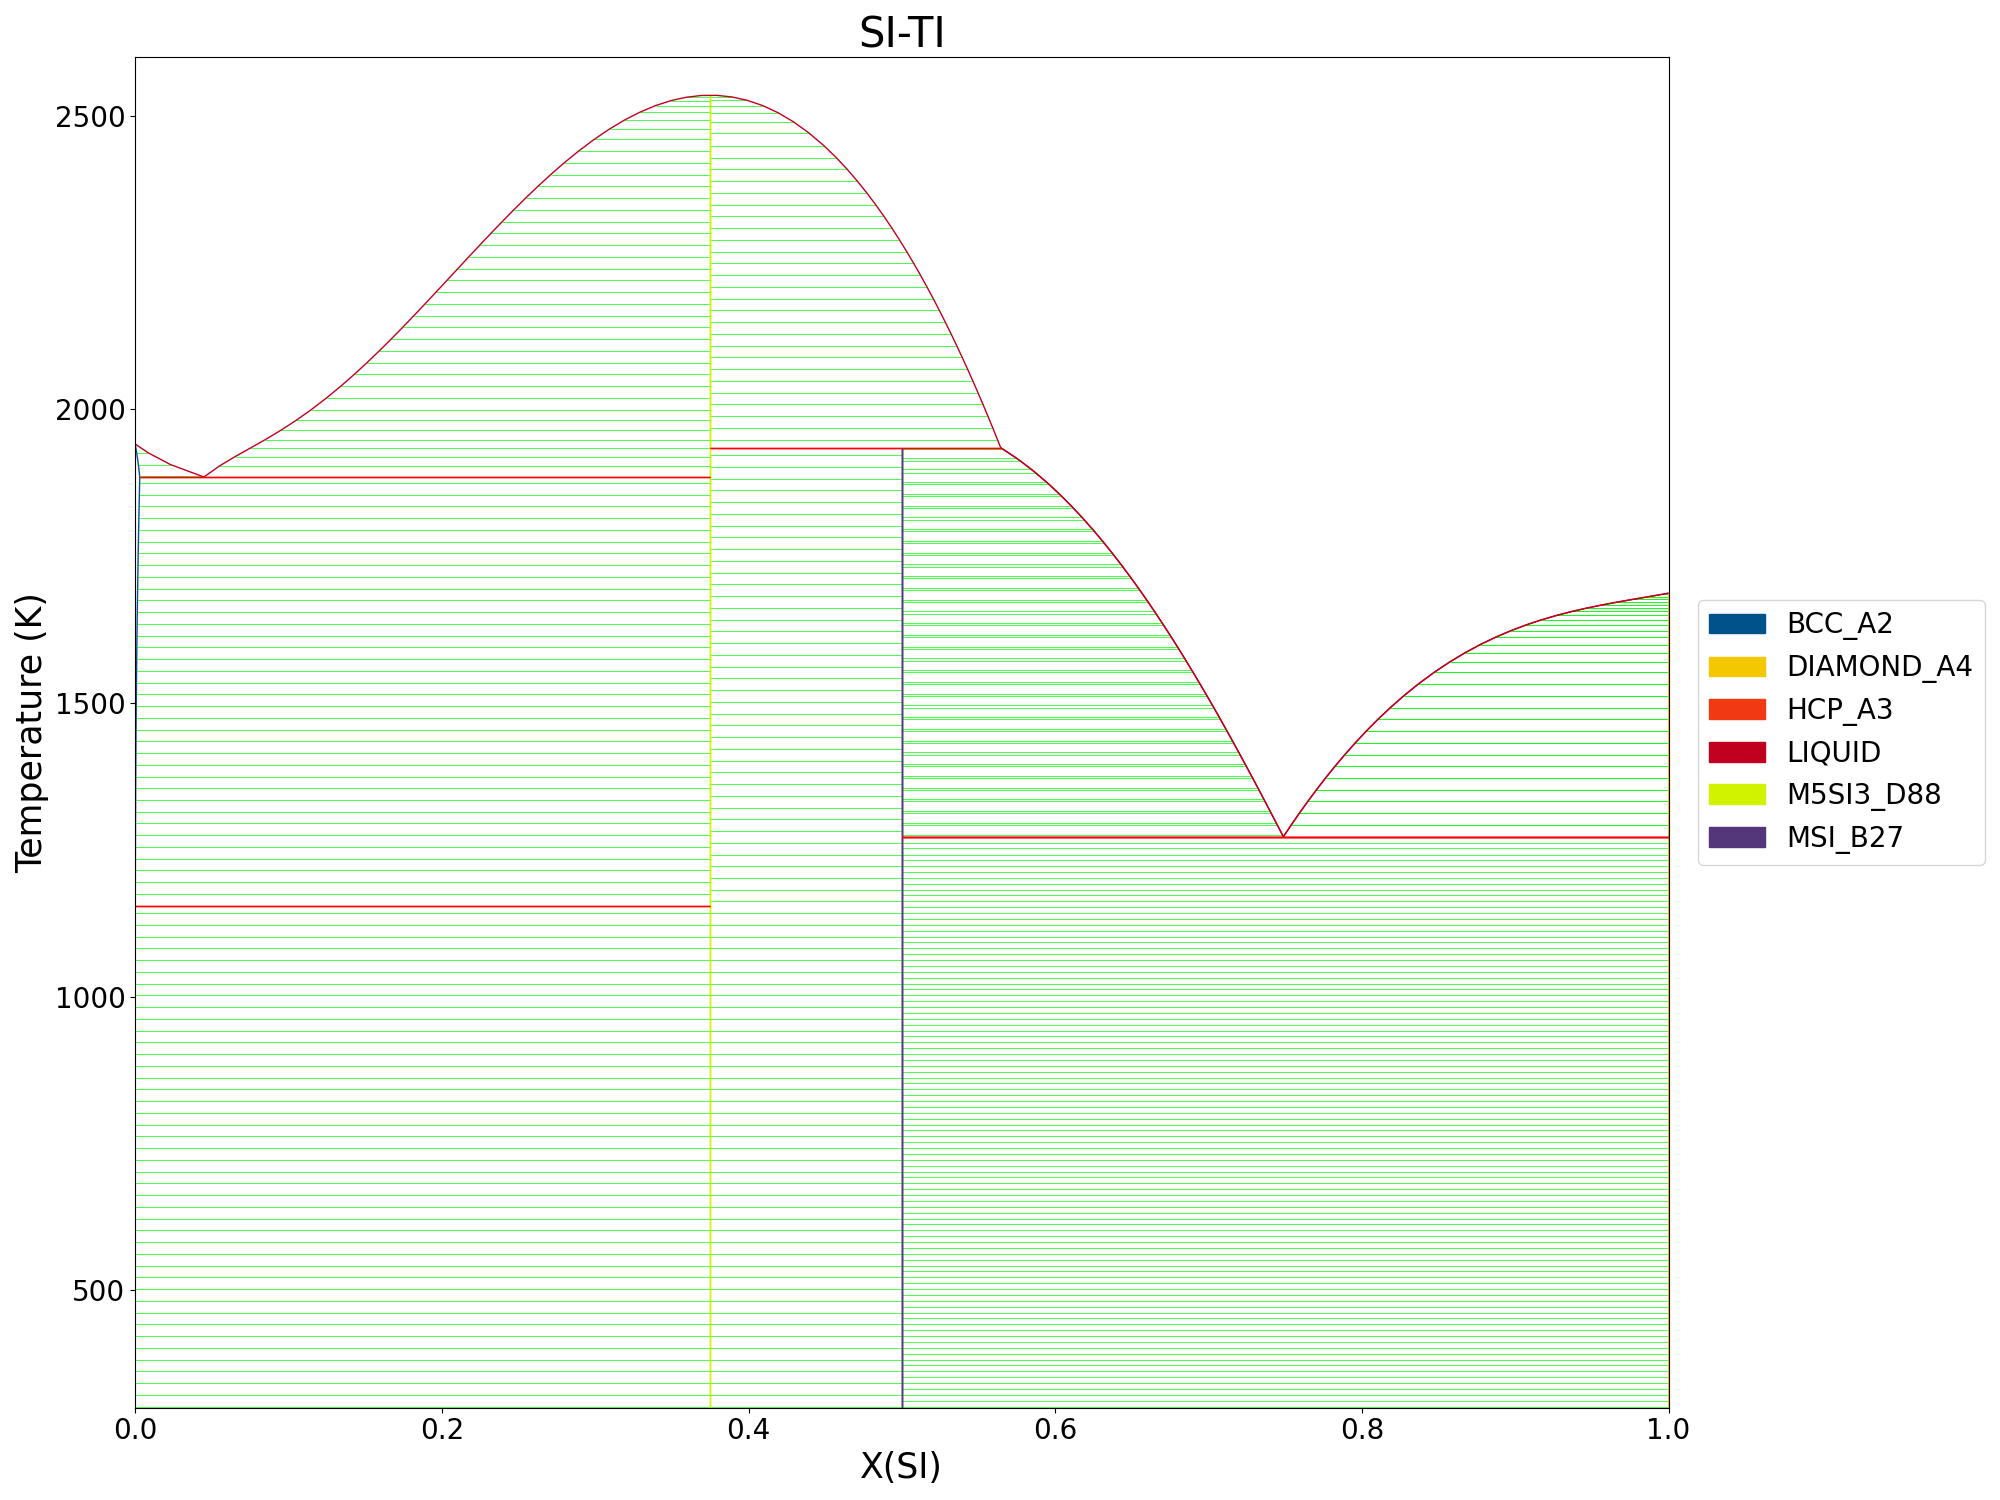 SI-TI
Temperature (K)
2500
2000
1500
1000
500
0.0 0.2 0.4 0.6 0.8 1.0
X(SI)
BCC_A2
DIAMOND_A4
HCP_A3
LIQUID
M5SI3_D88
MSI_B27